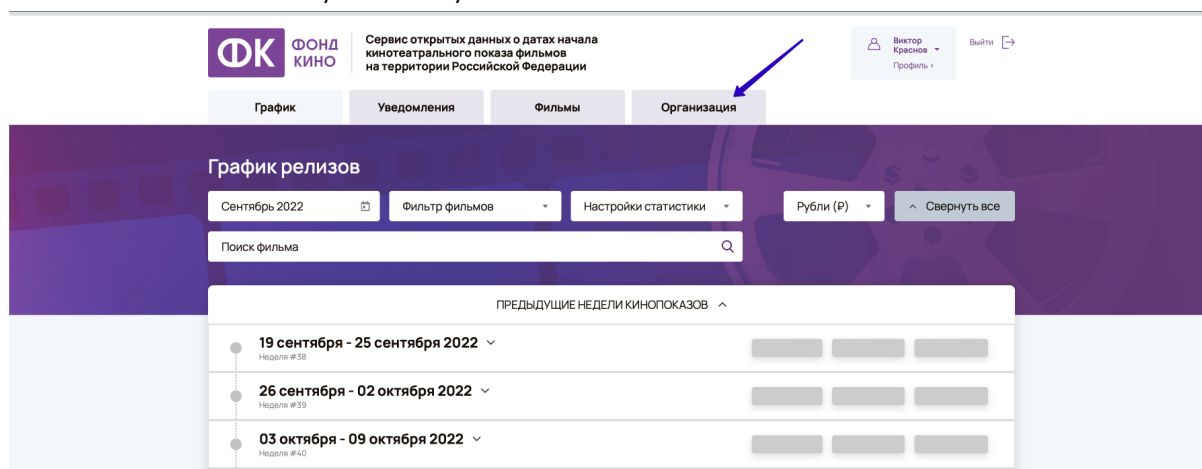 ФК ФОНД КИНО
Сервис открытых данных о датах начала
кинотеатрального показа фильмов
на территории Российской Федерации
Виктор
Краснов
Профиль ›
Выйти
График
Уведомления
Фильмы
Организация
График релизов
Сентябрь 2022
Фильтр фильмов
Настройки статистики
Рубли (₽)
Свернуть все
Поиск фильма
ПРЕДЫДУЩИЕ НЕДЕЛИ КИНОПОКАЗОВ
19 сентября - 25 сентября 2022
Неделя #38
26 сентября - 02 октября 2022
Неделя #39
03 октября - 09 октября 2022
Неделя #40